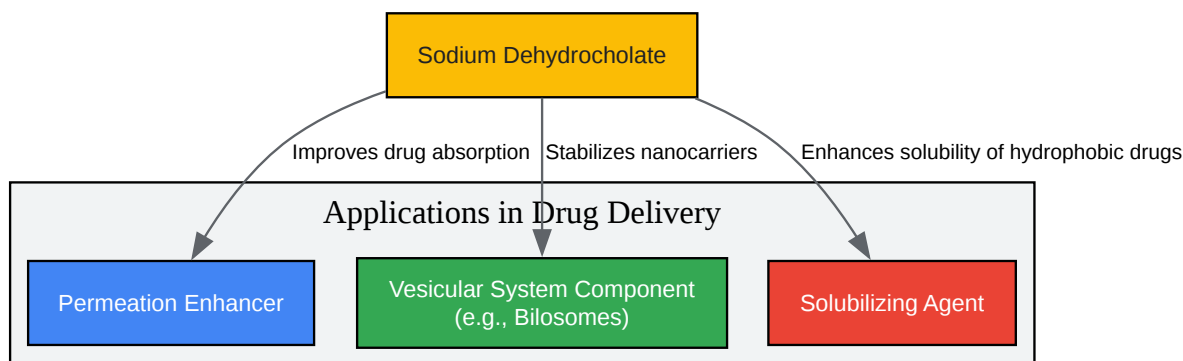 Sodium Dehydrocholate
Improves drug absorption
Stabilizes nanocarriers
Enhances solubility of hydrophobic drugs
Applications in Drug Delivery
Permeation Enhancer
Vesicular System Component
(e.g., Bilosomes)
Solubilizing Agent